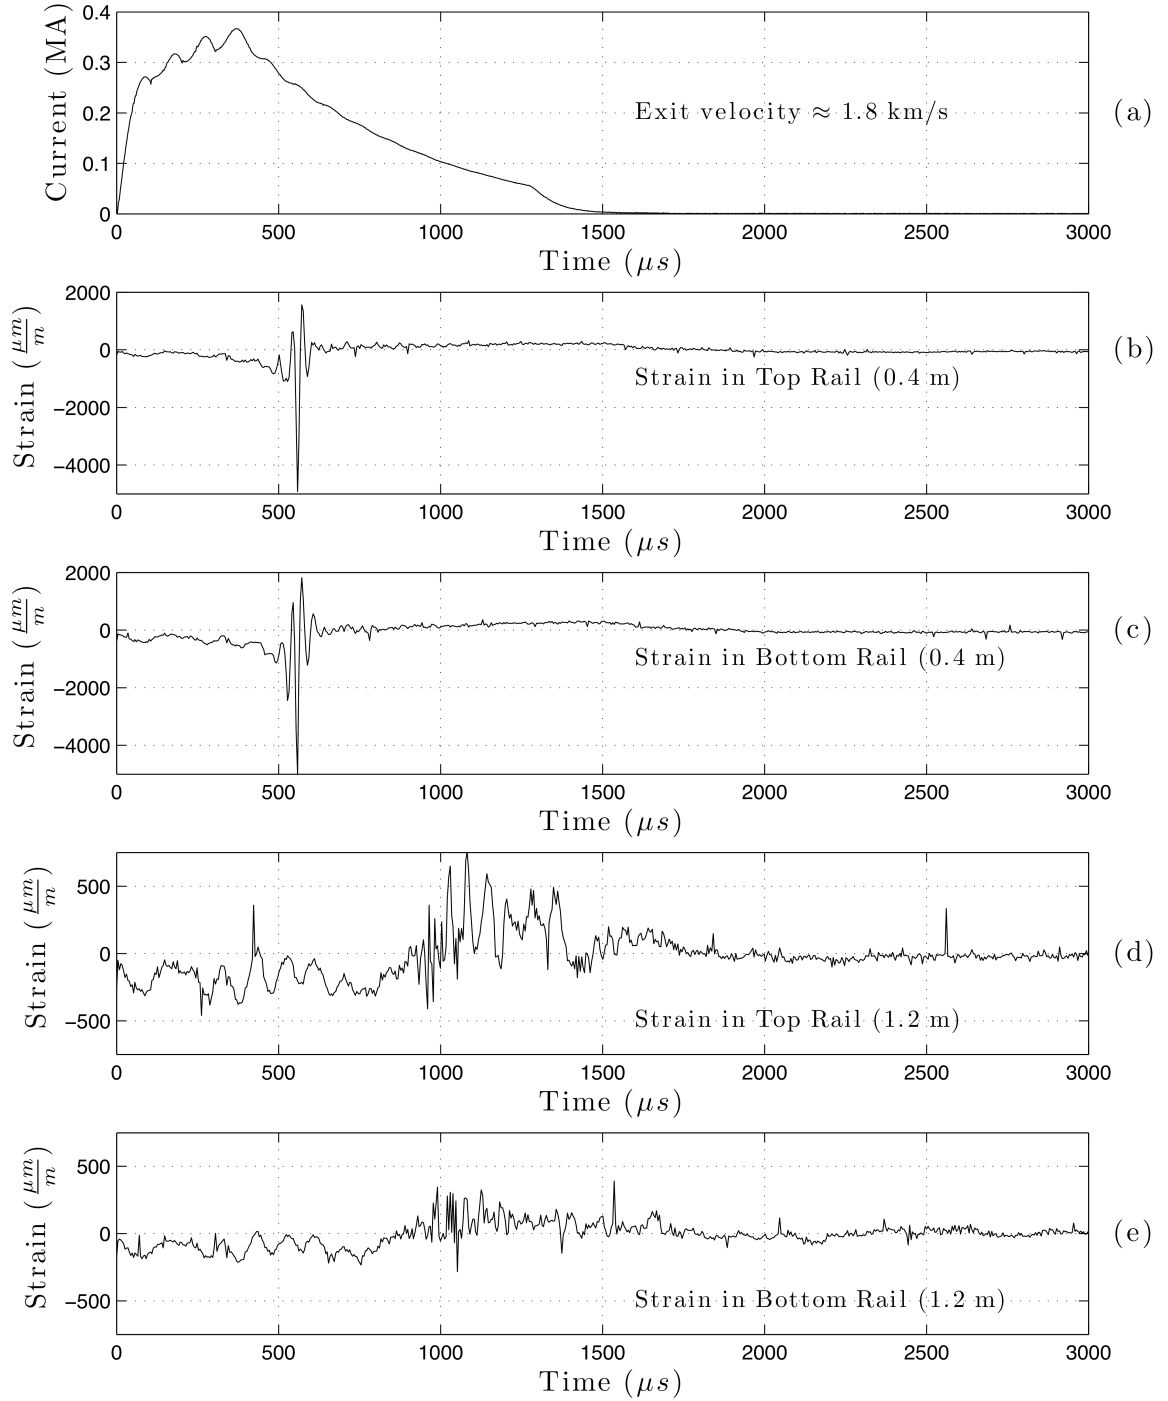 0.4
0.3
0.2
0.1
0
Current (MA)
Exit velocity ≈ 1.8 km/s
(a)
0 500 1000 1500 2000 2500 3000
Time (μs)
2000
0
−2000
−4000
Strain (μm/m)
Strain in Top Rail (0.4 m)
(b)
0 500 1000 1500 2000 2500 3000
Time (μs)
2000
0
−2000
−4000
Strain (μm/m)
Strain in Bottom Rail (0.4 m)
(c)
0 500 1000 1500 2000 2500 3000
Time (μs)
500
0
−500
Strain (μm/m)
Strain in Top Rail (1.2 m)
(d)
0 500 1000 1500 2000 2500 3000
Time (μs)
500
0
−500
Strain (μm/m)
Strain in Bottom Rail (1.2 m)
(e)
0 500 1000 1500 2000 2500 3000
Time (μs)